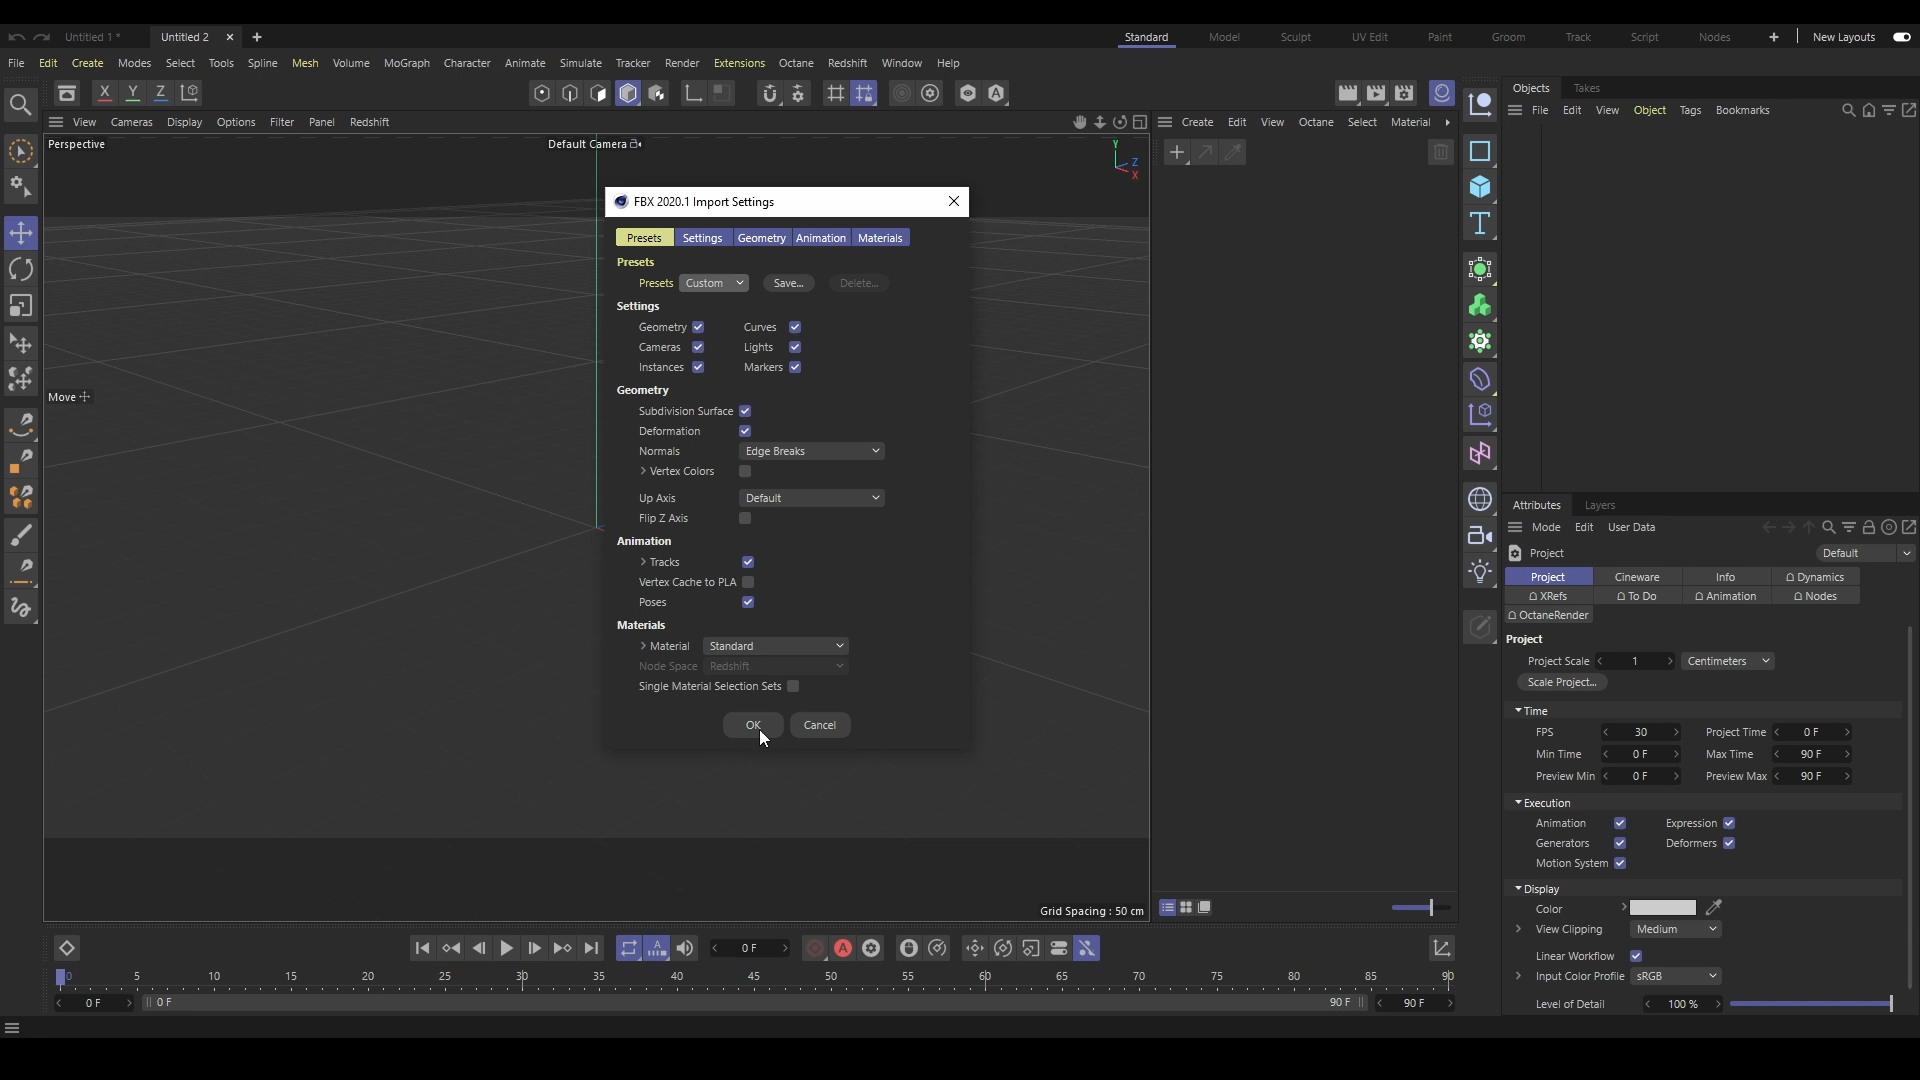 Untitled 1 *
Untitled 2
Standard
Model
Sculpt
UV Edit
Paint
Groom
Track
Script
Nodes
New Layouts
File Edit Create Modes Select Tools Spline Mesh Volume MoGraph Character Animate Simulate Tracker Render Extensions Octane Redshift Window Help
X Y Z
Objects Takes
File Edit View Object Tags Bookmarks
View Cameras Display Options Filter Panel Redshift
Create Edit View Octane Select Material
Perspective
Default Camera
Y
Z
X
Move
FBX 2020.1 Import Settings
Presets Settings Geometry Animation Materials
Presets
Presets Custom Save... Delete...
Settings
Geometry Curves
Cameras Lights
Instances Markers
Geometry
Subdivision Surface
Deformation
Normals Edge Breaks
Vertex Colors
Up Axis Default
Flip Z Axis
Animation
Tracks
Vertex Cache to PLA
Poses
Materials
Material Standard
Node Space Redshift
Single Material Selection Sets
OK Cancel
Grid Spacing : 50 cm
Attributes Layers
Mode Edit User Data
Project Default
Project Cineware Info Dynamics
XRefs To Do Animation Nodes
OctaneRender
Project
Project Scale 1 Centimeters
Scale Project...
Time
FPS 30 Project Time 0 F
Min Time 0 F Max Time 90 F
Preview Min 0 F Preview Max 90 F
Execution
Animation Expression
Generators Deformers
Motion System
Display
Color
View Clipping Medium
Linear Workflow
Input Color Profile sRGB
Level of Detail 100 %
0 F
0 5 10 15 20 25 30 35 40 45 50 55 60 65 70 75 80 85 90
0 F 0 F 90 F 90 F